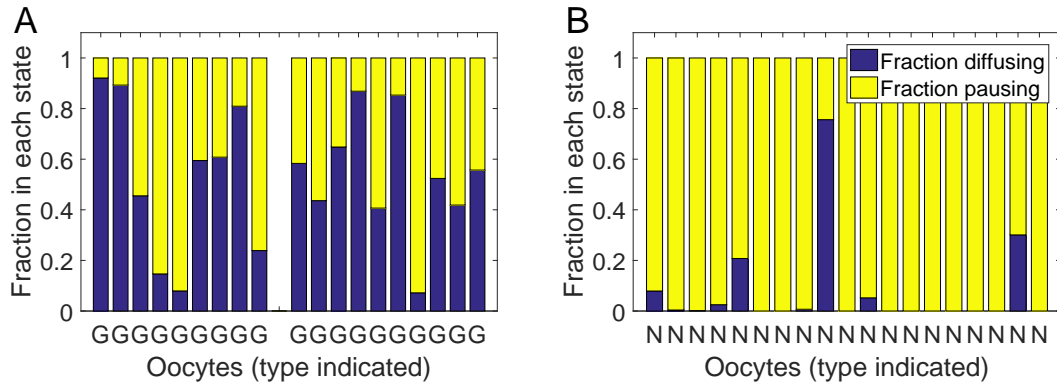 A
Fraction in each state
1
0.8
0.6
0.4
0.2
0
GGGGGGGGG GGGGGGGGGG
Oocytes (type indicated)
B
Fraction in each state
1
0.8
0.6
0.4
0.2
0
Fraction diffusing
Fraction pausing
N N N N N N N N N N N N N N N N N N N
Oocytes (type indicated)